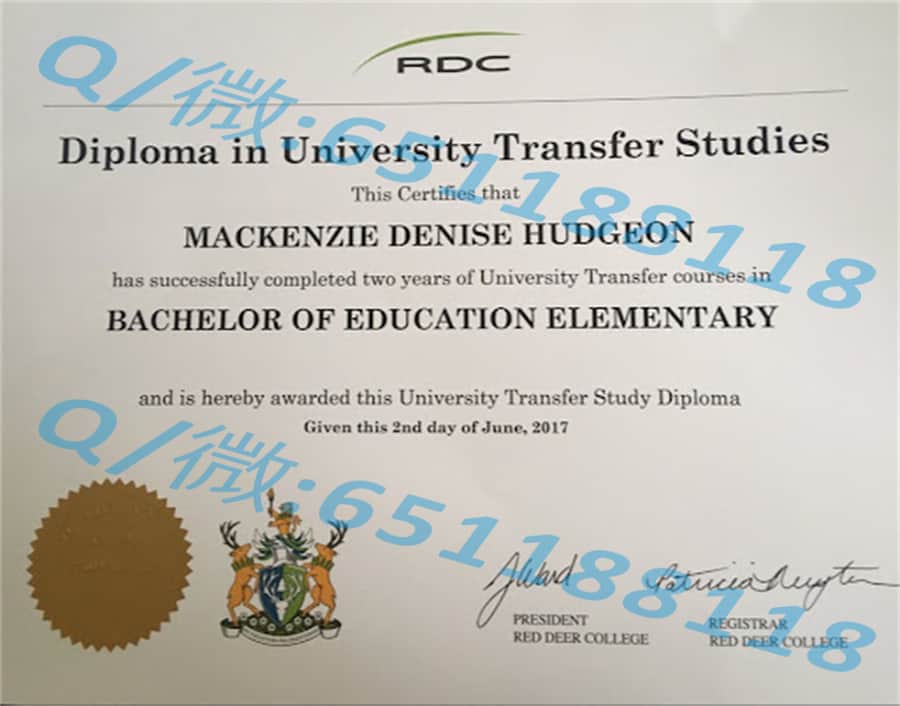 RDC
Diploma in University Transfer Studies
This Certifies that
MACKENZIE DENISE HUDGEON
has successfully completed two years of University Transfer courses in
BACHELOR OF EDUCATION ELEMENTARY
and is hereby awarded this University Transfer Study Diploma
Given this 2nd day of June, 2017
PRESIDENT
RED DEER COLLEGE
REGISTRAR
RED DEER COLLEGE
Q/微:65118118
Q/微:65118118